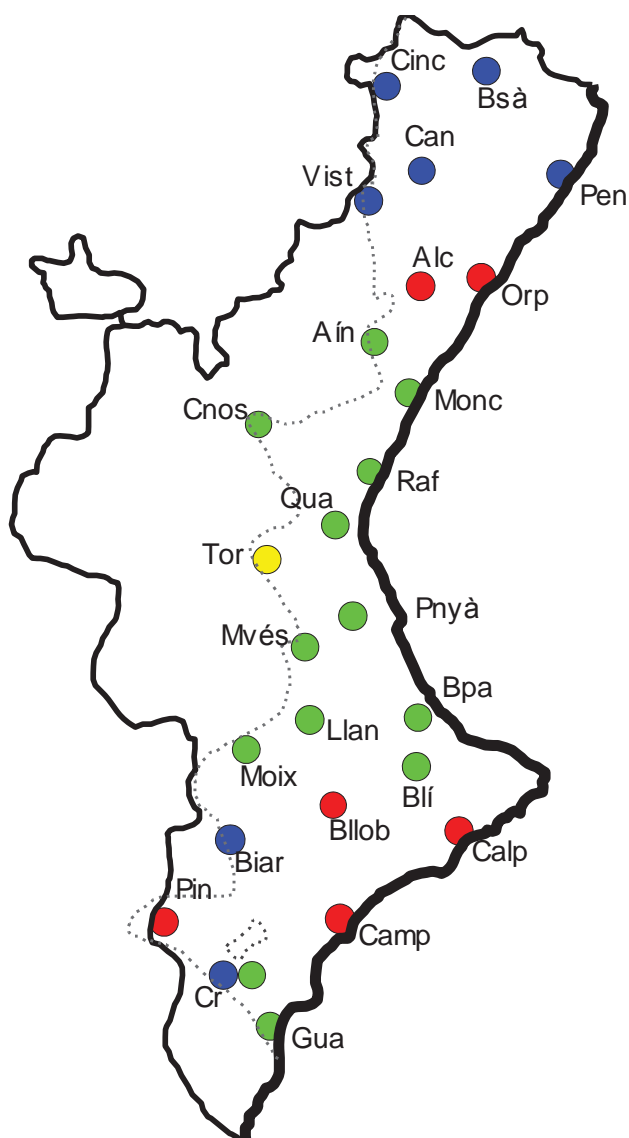 Cinc
Bsà
Can
Vist
Pen
Alc
Orp
Aín
Monc
Cnos
Raf
Qua
Tor
Pnyà
Mvés
Bpa
Llan
Moix
Blí
Bllob
Calp
Biar
Pin
Camp
Cr
Gua